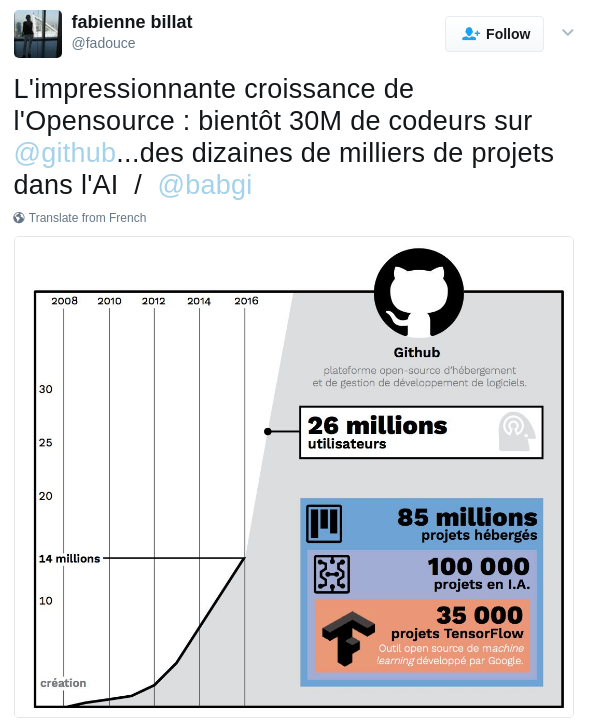 fabienne billat
@fadouce
Follow
L'impressionnante croissance de
l'Opensource : bientôt 30M de codeurs sur
@github...des dizaines de milliers de projets
dans l'AI / @babgi
Translate from French
2008 2010 2012 2014 2016
Github
plateforme open-source d'hébergement
et de gestion de développement de logiciels.
30
26 millions
utilisateurs
25
20
85 millions
projets hébergés
14 millions
100 000
projets en I.A.
10
35 000
projets TensorFlow
Outil open source de machine
learning développé par Google.
création